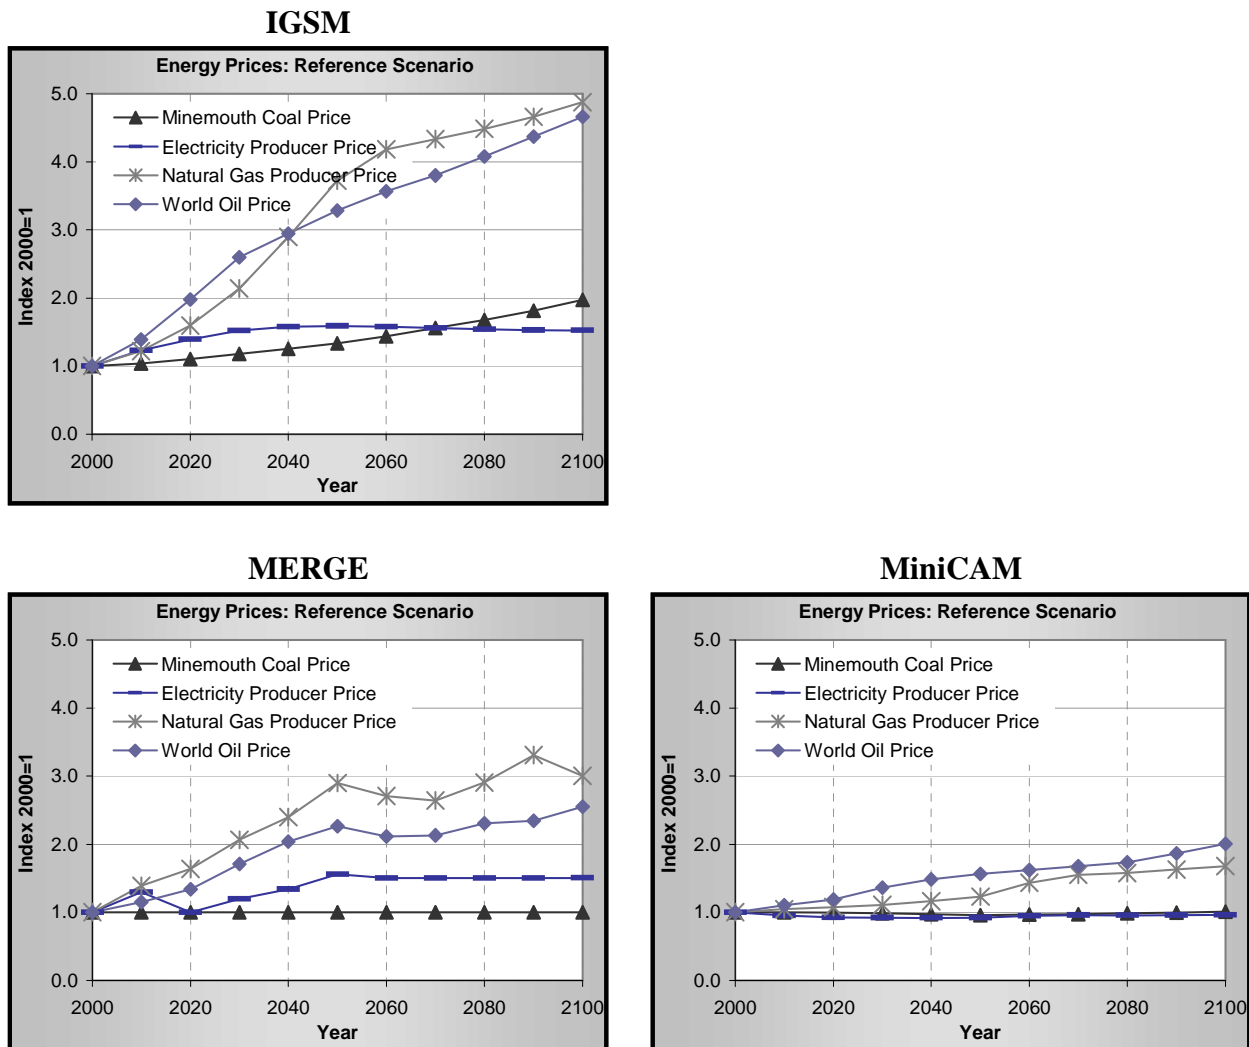 IGSM
Energy Prices: Reference Scenario
Index 2000=1
5.0
4.0
3.0
2.0
1.0
0.0
Minemouth Coal Price
Electricity Producer Price
Natural Gas Producer Price
World Oil Price
2000 2020 2040 2060 2080 2100
Year
MERGE
Energy Prices: Reference Scenario
Index 2000=1
5.0
4.0
3.0
2.0
1.0
0.0
Minemouth Coal Price
Electricity Producer Price
Natural Gas Producer Price
World Oil Price
2000 2020 2040 2060 2080 2100
Year
MiniCAM
Energy Prices: Reference Scenario
Index 2000=1
5.0
4.0
3.0
2.0
1.0
0.0
Minemouth Coal Price
Electricity Producer Price
Natural Gas Producer Price
World Oil Price
2000 2020 2040 2060 2080 2100
Year